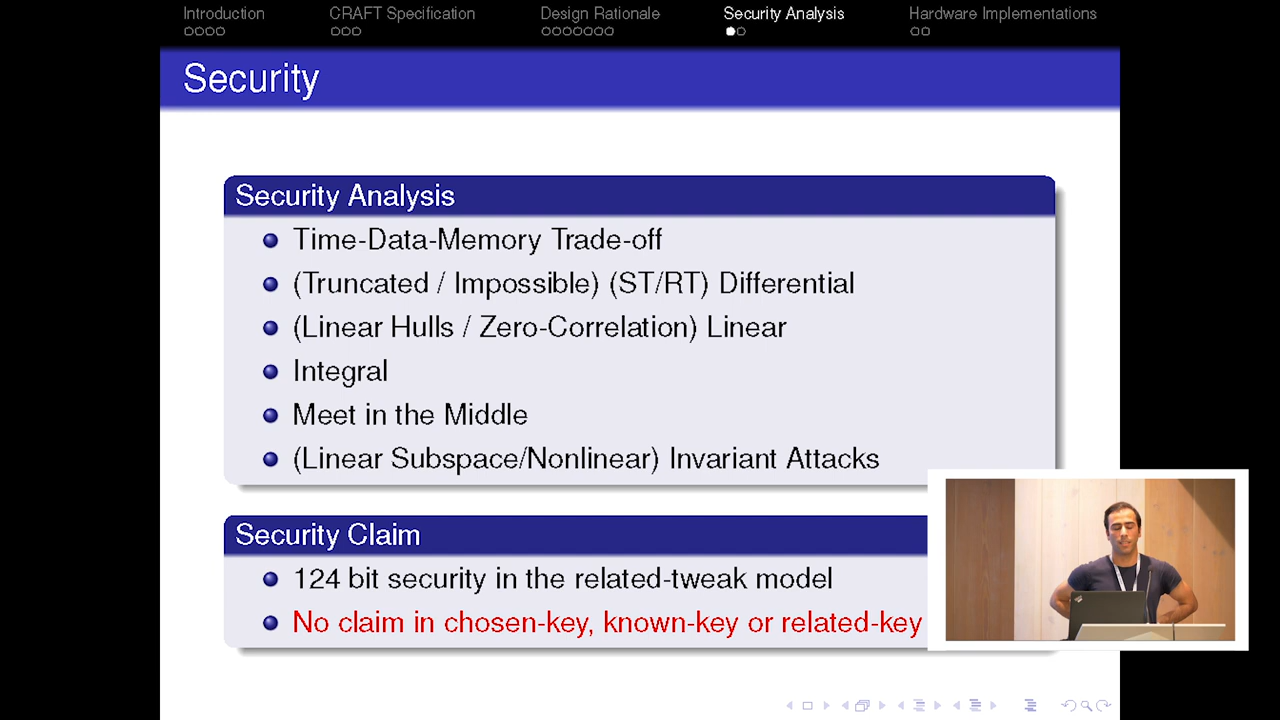 Introduction
CRAFT Specification
Design Rationale
Security Analysis
Hardware Implementations
Security
Security Analysis
Time-Data-Memory Trade-off
(Truncated / Impossible) (ST/RT) Differential
(Linear Hulls / Zero-Correlation) Linear
Integral
Meet in the Middle
(Linear Subspace/Nonlinear) Invariant Attacks
Security Claim
124 bit security in the related-tweak model
No claim in chosen-key, known-key or related-key